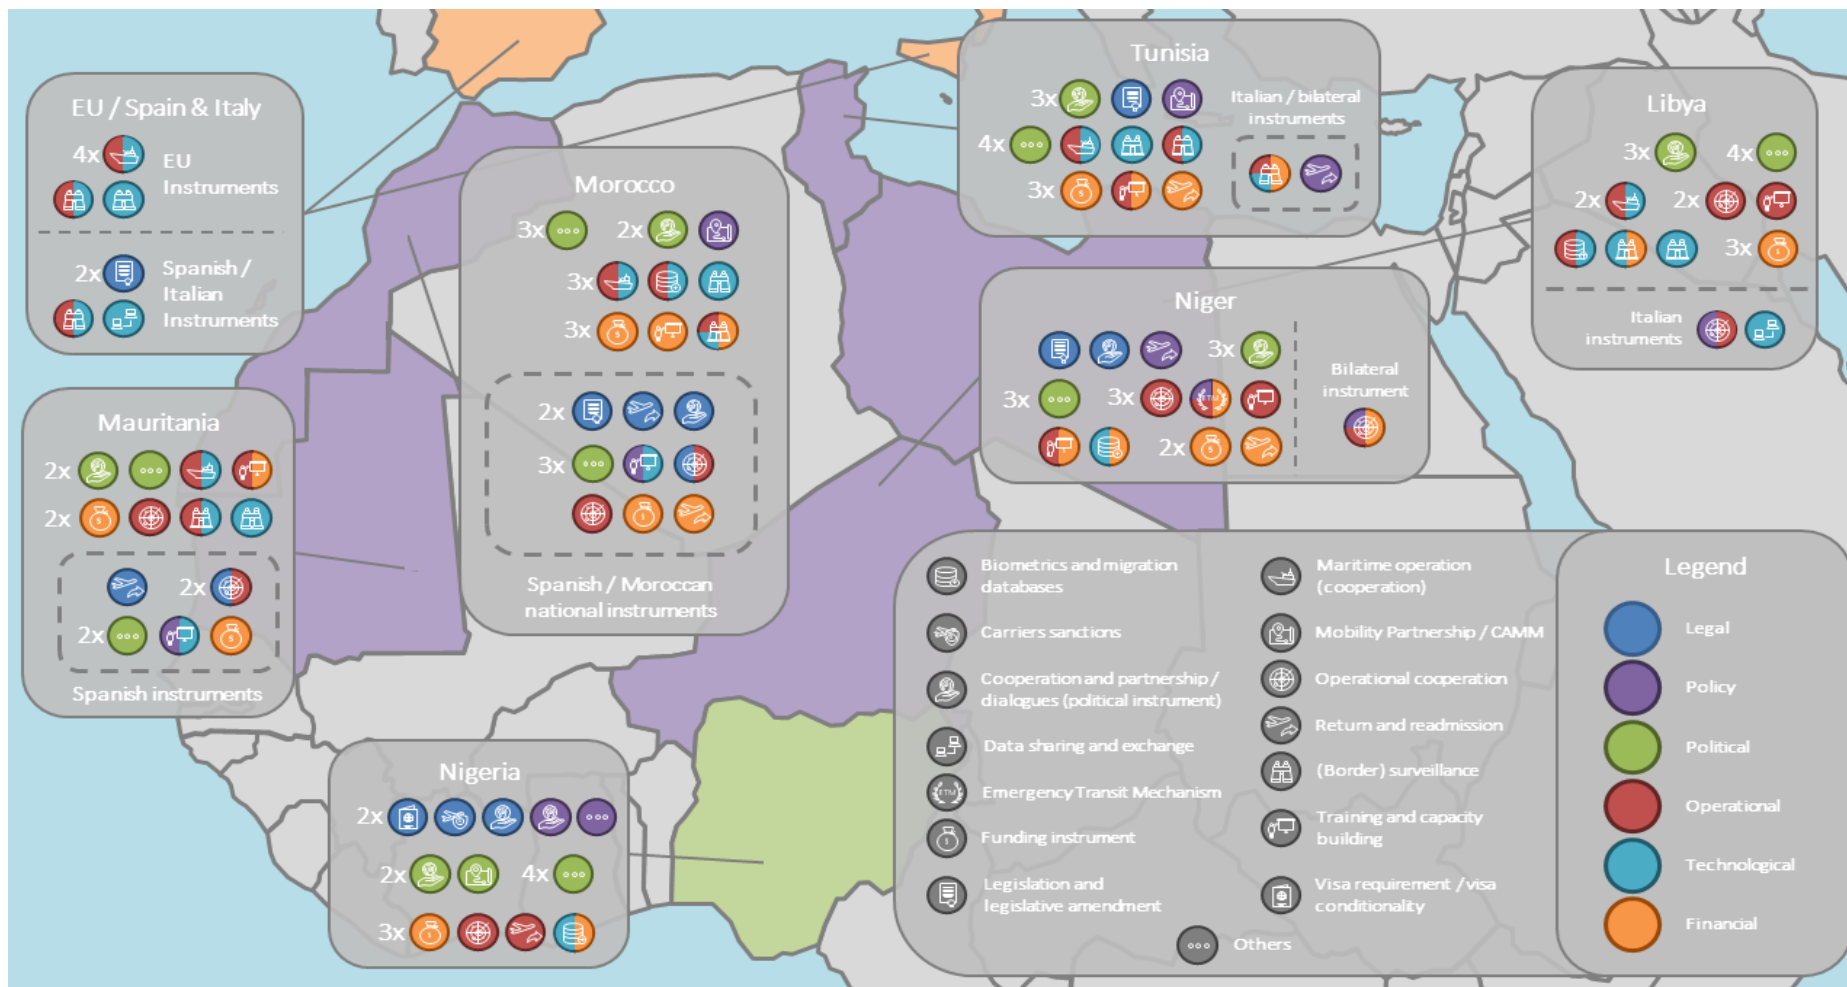 EU / Spain & Italy
4x
EU
Instruments
2x
Spanish /
Italian
Instruments
Morocco
3x
2x
3x
3x
2x
3x
Spanish / Moroccan
national instruments
Tunisia
3x
4x
3x
Italian / bilateral
instruments
Libya
3x
4x
2x
2x
3x
Italian
instruments
Niger
3x
3x
3x
ETM
2x
Bilateral
instrument
Mauritania
2x
2x
2x
2x
Spanish instruments
Nigeria
2x
2x
4x
3x
Biometrics and migration
databases
Carriers sanctions
Cooperation and partnership /
dialogues (political instrument)
Data sharing and exchange
ETM
Emergency Transit Mechanism
Funding instrument
Legislation and
legislative amendment
Maritime operation
(cooperation)
Mobility Partnership / CAMM
Operational cooperation
Return and readmission
(Border) surveillance
Training and capacity
building
Visa requirement / visa
conditionality
Others
Legend
Legal
Policy
Political
Operational
Technological
Financial